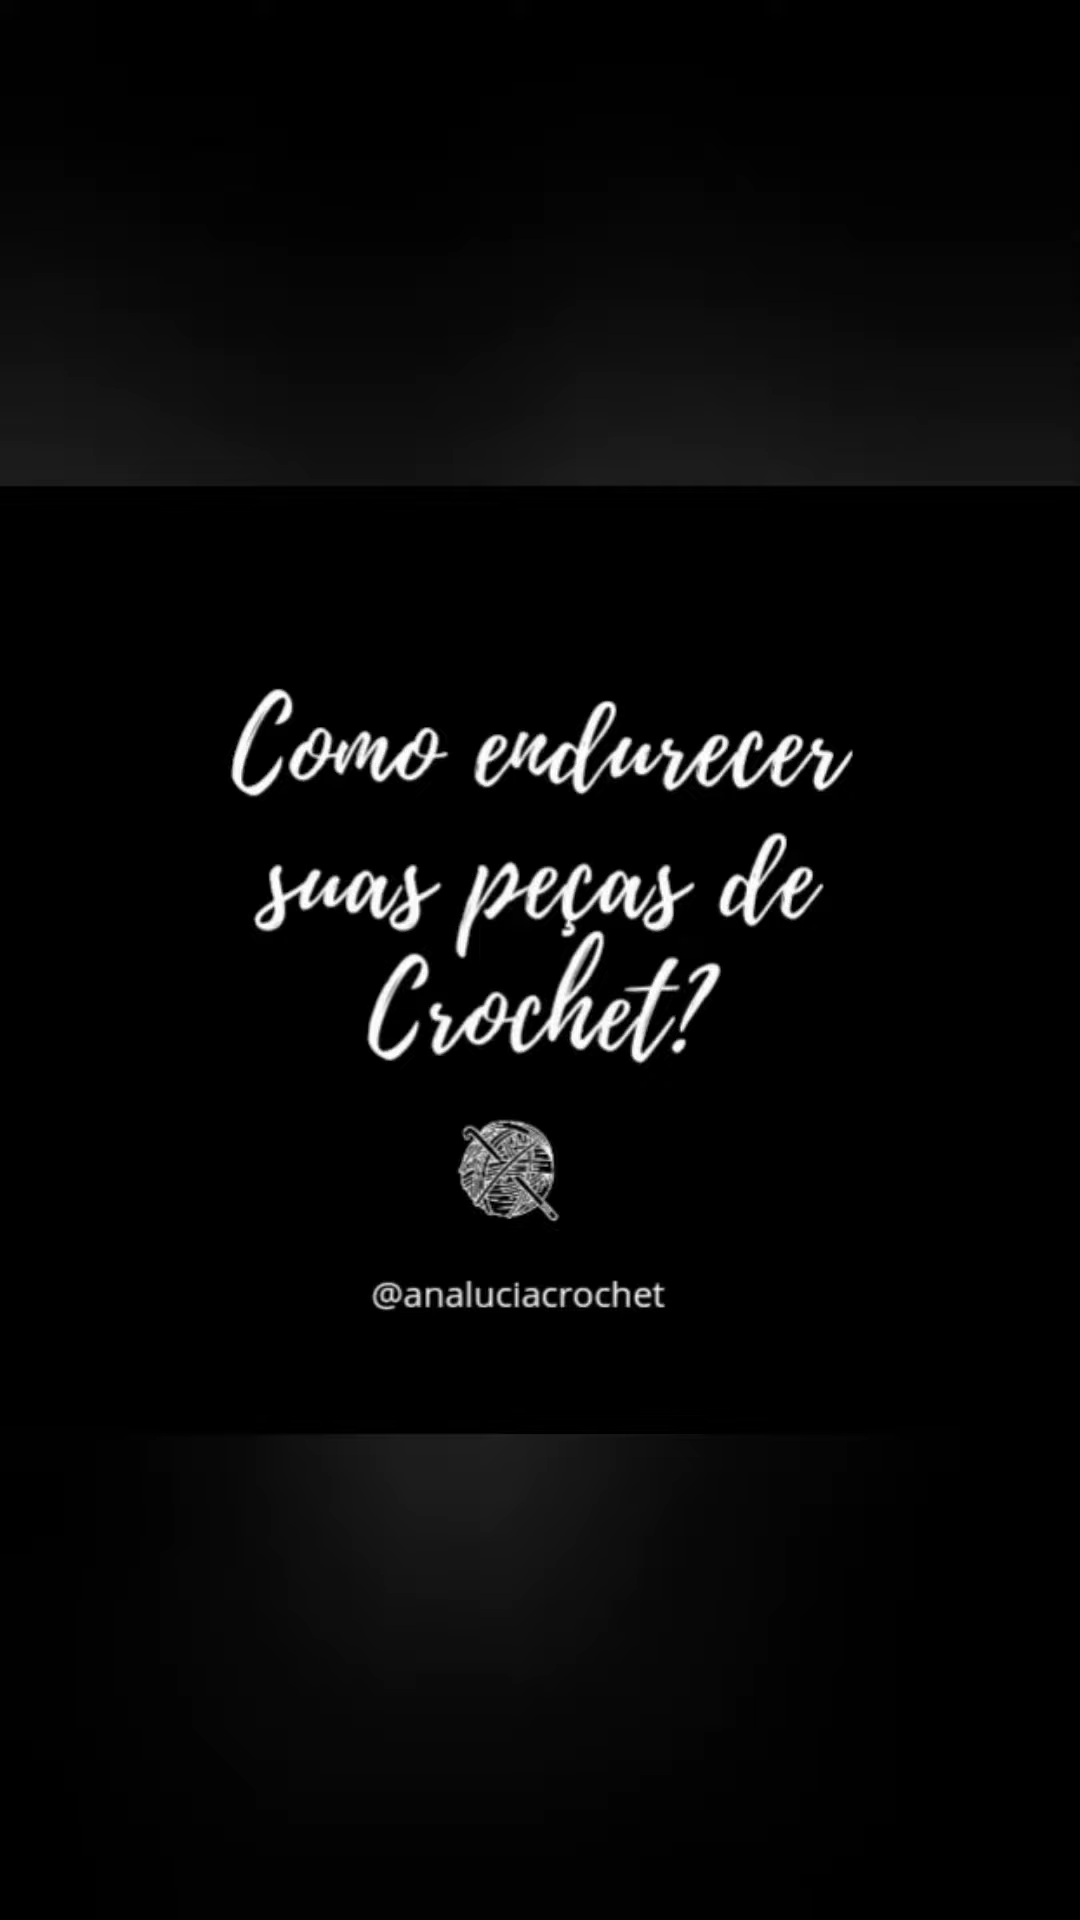 Como endurecer
suas peças de
Crochet?
@analuciacrochet